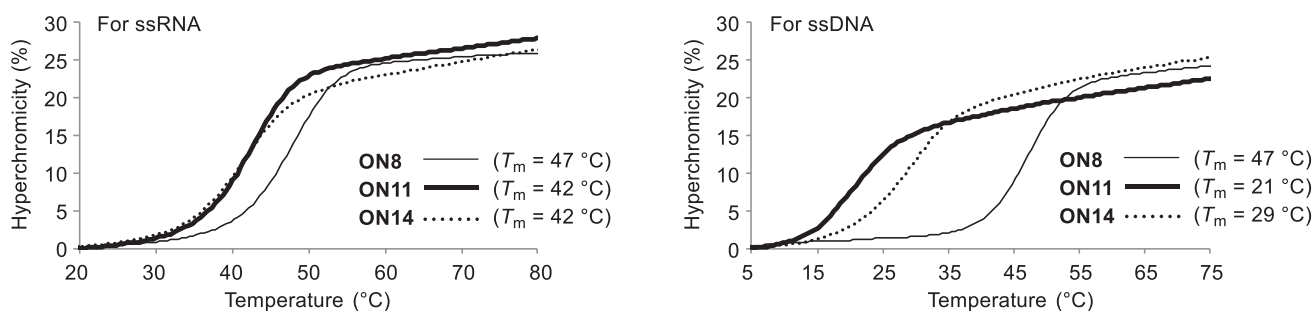 For ssRNA
Hyperchromicity (%)
30
25
20
15
10
5
0
ON8 (Tm = 47 °C)
ON11 (Tm = 42 °C)
ON14 (Tm = 42 °C)
20 30 40 50 60 70 80
Temperature (°C)
For ssDNA
Hyperchromicity (%)
30
25
20
15
10
5
0
ON8 (Tm = 47 °C)
ON11 (Tm = 21 °C)
ON14 (Tm = 29 °C)
5 15 25 35 45 55 65 75
Temperature (°C)